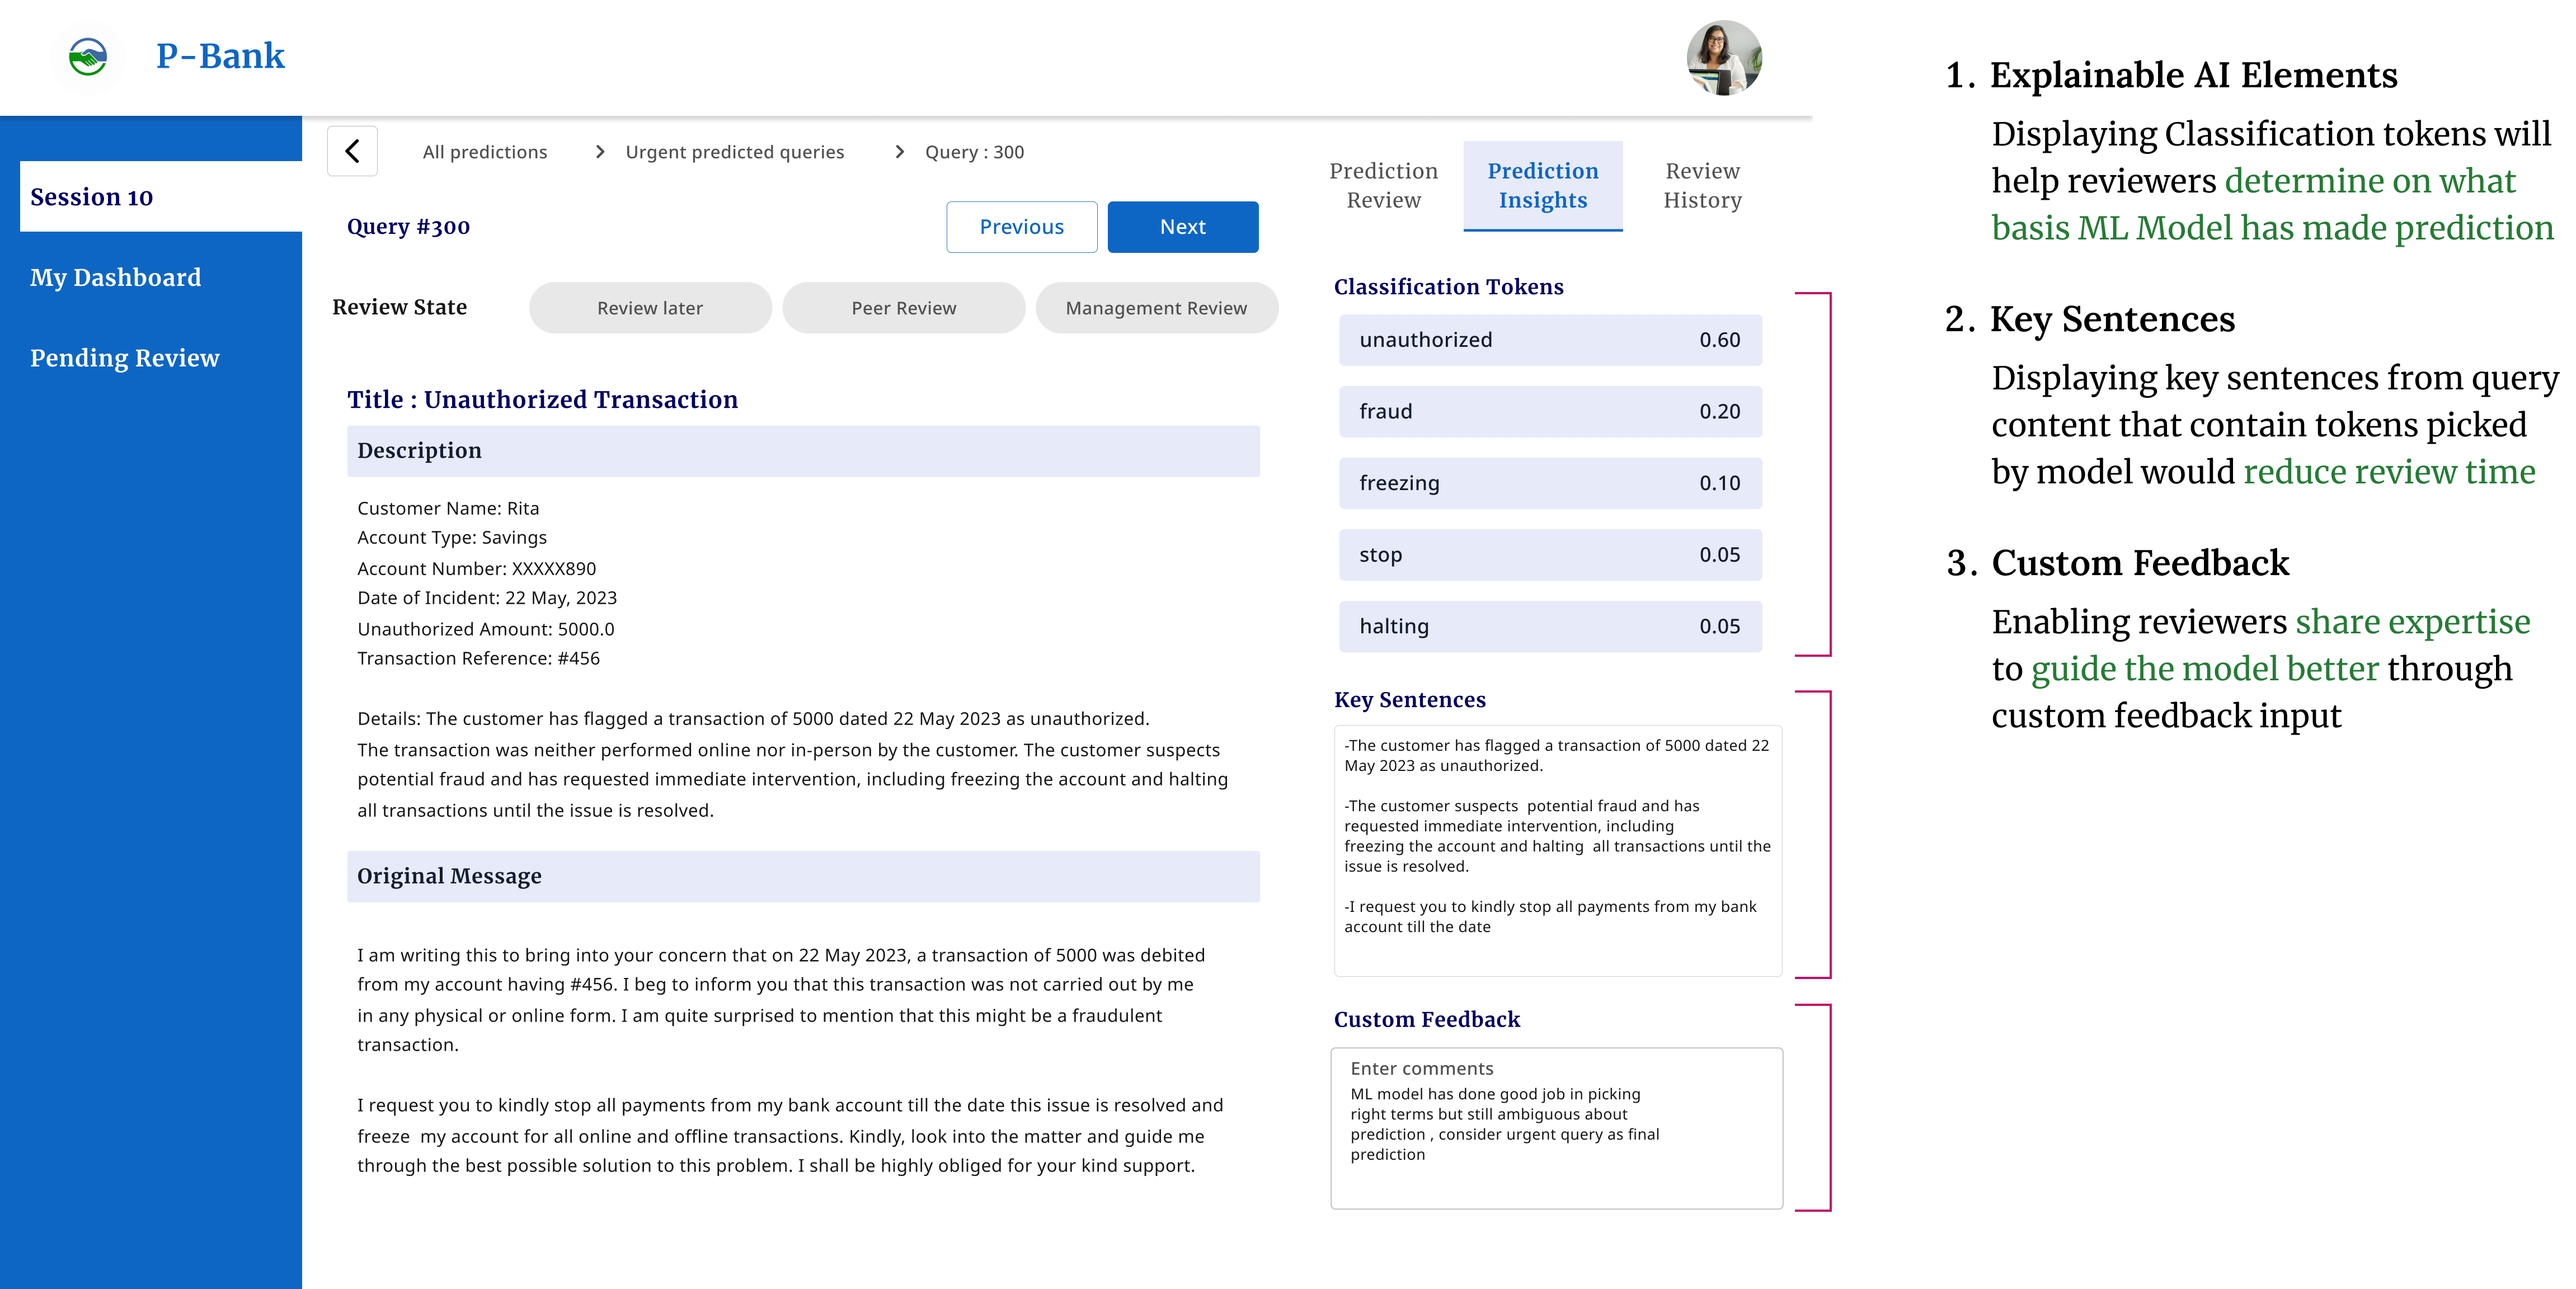 P-Bank
Session 10
My Dashboard
Pending Review
All predictions
Urgent predicted queries
Query : 300
Query #300
Previous
Next
Review State
Review later
Peer Review
Management Review
Title : Unauthorized Transaction
Description
Customer Name: Rita
Account Type: Savings
Account Number: XXXXX890
Date of Incident: 22 May, 2023
Unauthorized Amount: 5000.0
Transaction Reference: #456
Details: The customer has flagged a transaction of 5000 dated 22 May 2023 as unauthorized.
The transaction was neither performed online nor in-person by the customer. The customer suspects
potential fraud and has requested immediate intervention, including freezing the account and halting
all transactions until the issue is resolved.
Original Message
I am writing this to bring into your concern that on 22 May 2023, a transaction of 5000 was debited
from my account having #456. I beg to inform you that this transaction was not carried out by me
in any physical or online form. I am quite surprised to mention that this might be a fraudulent
transaction.
I request you to kindly stop all payments from my bank account till the date this issue is resolved and
freeze my account for all online and offline transactions. Kindly, look into the matter and guide me
through the best possible solution to this problem. I shall be highly obliged for your kind support.
Prediction
Review
Prediction
Insights
Review
History
Classification Tokens
unauthorized 0.60
fraud 0.20
freezing 0.10
stop 0.05
halting 0.05
Key Sentences
-The customer has flagged a transaction of 5000 dated 22
May 2023 as unauthorized.
-The customer suspects potential fraud and has
requested immediate intervention, including
freezing the account and halting all transactions until the
issue is resolved.
-I request you to kindly stop all payments from my bank
account till the date
Custom Feedback
Enter comments
ML model has done good job in picking
right terms but still ambiguous about
prediction , consider urgent query as final
prediction
1. Explainable AI Elements
Displaying Classification tokens will
help reviewers determine on what
basis ML Model has made prediction
2. Key Sentences
Displaying key sentences from query
content that contain tokens picked
by model would reduce review time
3. Custom Feedback
Enabling reviewers share expertise
to guide the model better through
custom feedback input